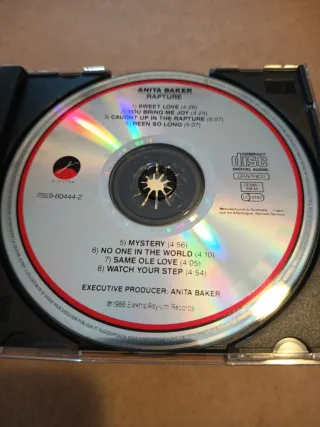 ANITA BAKER
RAPTURE
1) SWEET LOVE (4:26)
2) YOU BRING ME JOY (4:24)
3) CAUGHT UP IN THE RAPTURE (5:07)
4) BEEN SO LONG (5:07)
elektra
7559-60444-2
COMPACT
disc
DIGITAL AUDIO
5) MYSTERY (4:56)
6) NO ONE IN THE WORLD (4:10)
7) SAME OLE LOVE (4:05)
8) WATCH YOUR STEP (4:54)
EXECUTIVE PRODUCER: ANITA BAKER
℗1986 Elektra/Asylum Records